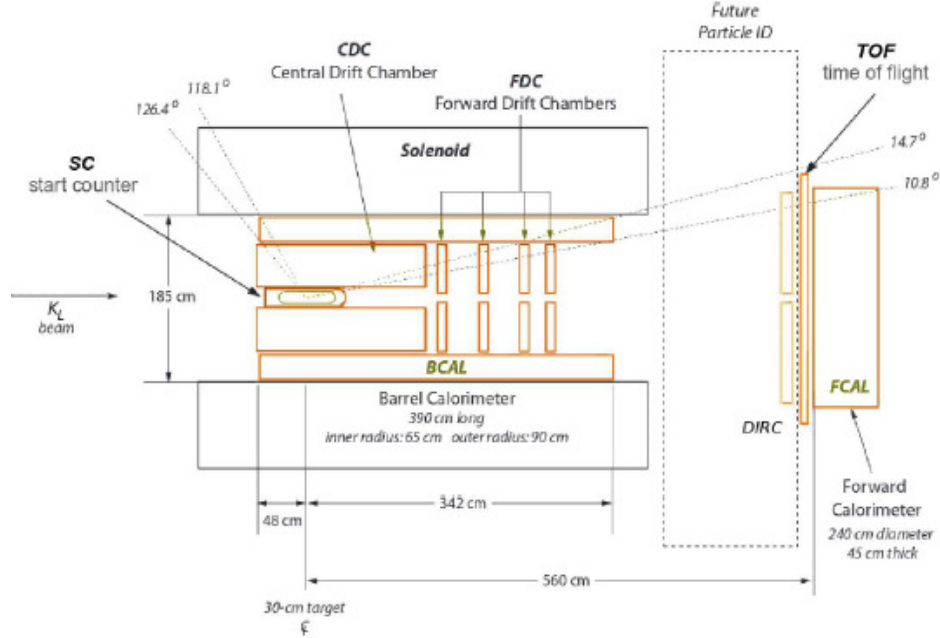 Future
Particle ID
CDC
Central Drift Chamber
TOF
time of flight
FDC
Forward Drift Chambers
118.1°
126.4°
14.7°
10.8°
Solenoid
SC
start counter
185 cm
K_L
beam
BCAL
FCAL
Barrel Calorimeter
390 cm long
inner radius: 65 cm outer radius: 90 cm
DIRC
48 cm
342 cm
Forward
Calorimeter
240 cm diameter
45 cm thick
560 cm
30-cm target
℄